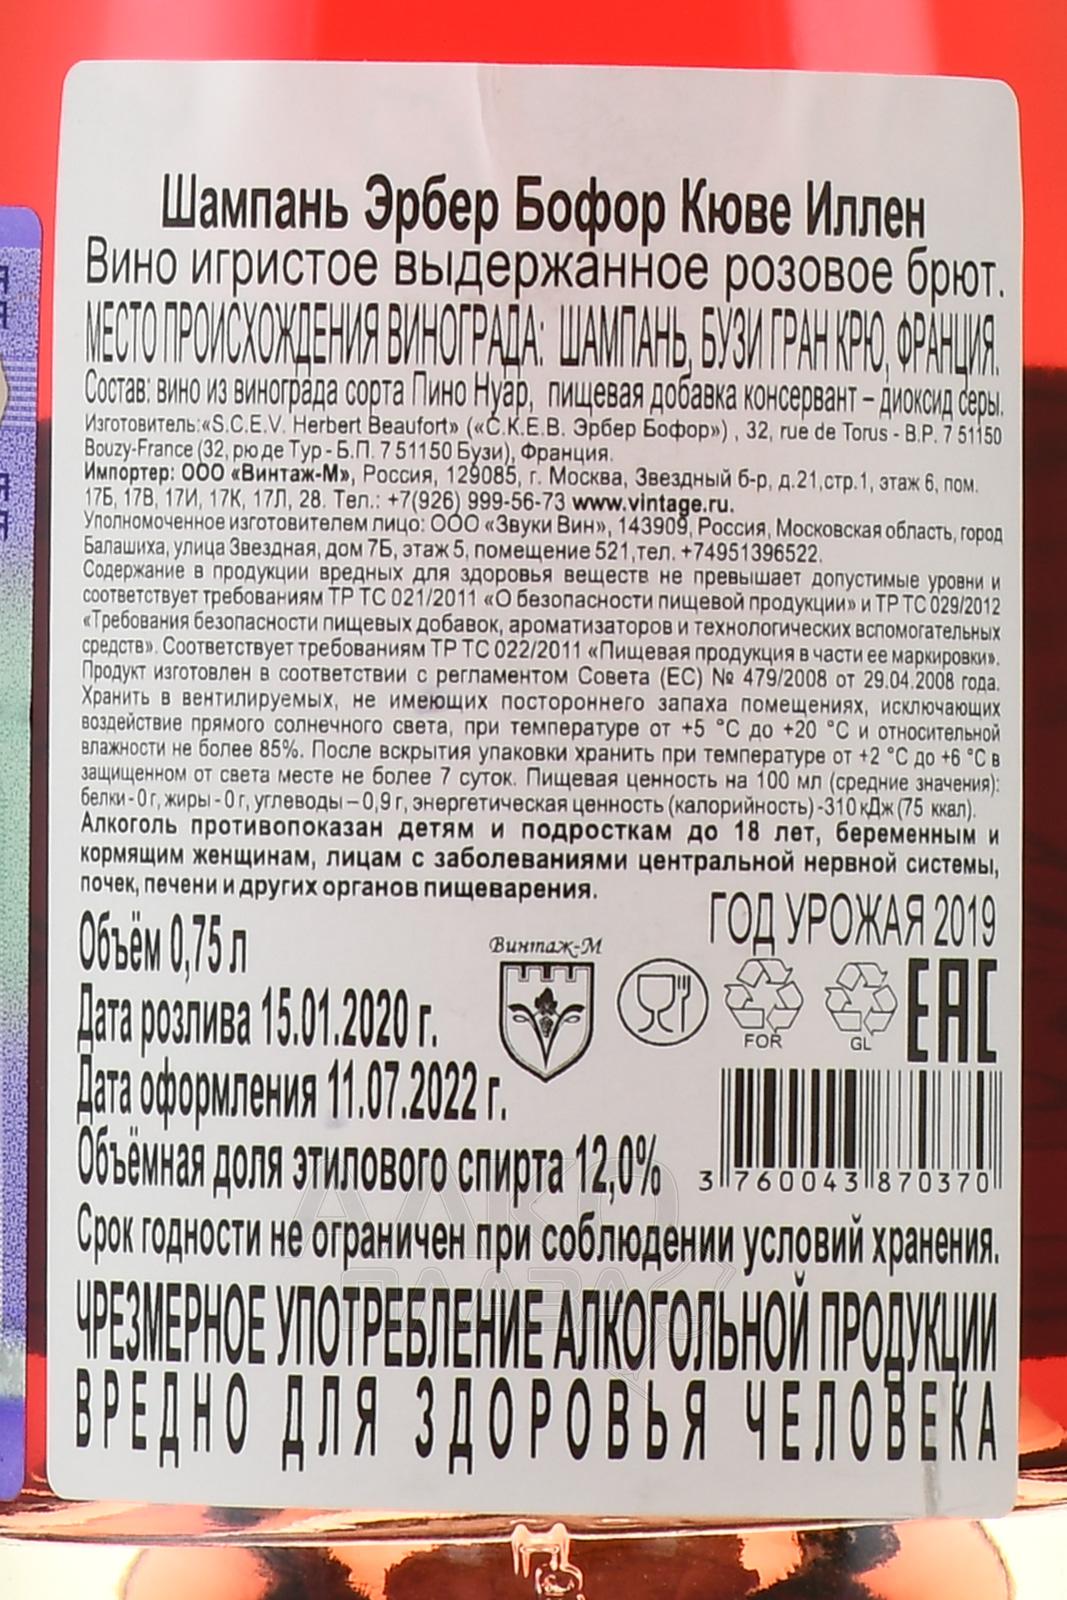 Шампань Эрбер Бофор Кюве Иллен
Вино игристое выдержанное розовое брют.
МЕСТО ПРОИСХОЖДЕНИЯ ВИНОГРАДА: ШАМПАНЬ, БУЗИ ГРАН КРЮ, ФРАНЦИЯ.
Состав: вино из винограда сорта Пино Нуар, пищевая добавка консервант – диоксид серы.
Изготовитель:«S.C.E.V. Herbert Beaufort» («С.К.Е.В. Эрбер Бофор») , 32, rue de Torus - B.P. 7 51150
Bouzy-France (32, рю де Тур - Б.П. 7 51150 Бузи), Франция.
Импортер: ООО «Винтаж-М», Россия, 129085, г. Москва, Звездный б-р, д.21,стр.1, этаж 6, пом.
17Б, 17В, 17И, 17К, 17Л, 28. Тел.: +7(926) 999-56-73 www.vintage.ru.
Уполномоченное изготовителем лицо: ООО «Звуки Вин», 143909, Россия, Московская область, город
Балашиха, улица Звездная, дом 7Б, этаж 5, помещение 521,тел. +74951396522.
Содержание в продукции вредных для здоровья веществ не превышает допустимые уровни и
соответствует требованиям ТР ТС 021/2011 «О безопасности пищевой продукции» и ТР ТС 029/2012
«Требования безопасности пищевых добавок, ароматизаторов и технологических вспомогательных
средств». Соответствует требованиям ТР ТС 022/2011 «Пищевая продукция в части ее маркировки».
Продукт изготовлен в соответствии с регламентом Совета (ЕС) № 479/2008 от 29.04.2008 года.
Хранить в вентилируемых, не имеющих постороннего запаха помещениях, исключающих
воздействие прямого солнечного света, при температуре от +5 °С до +20 °С и относительной
влажности не более 85%. После вскрытия упаковки хранить при температуре от +2 °С до +6 °С в
защищенном от света месте не более 7 суток. Пищевая ценность на 100 мл (средние значения):
белки - 0 г, жиры - 0 г, углеводы – 0,9 г, энергетическая ценность (калорийность) -310 кДж (75 ккал).
Алкоголь противопоказан детям и подросткам до 18 лет, беременным и
кормящим женщинам, лицам с заболеваниями центральной нервной системы,
почек, печени и других органов пищеварения.
ГОД УРОЖАЯ 2019
Объём 0,75 л
Винтаж-М
Дата розлива 15.01.2020 г.
FOR
GL
EAC
Дата оформления 11.07.2022 г.
Объёмная доля этилового спирта 12,0%
3 760043 870370
Срок годности не ограничен при соблюдении условий хранения.
АЛКО
ПЛАЗА
ЧРЕЗМЕРНОЕ УПОТРЕБЛЕНИЕ АЛКОГОЛЬНОЙ ПРОДУКЦИИ
ВРЕДНО ДЛЯ ЗДОРОВЬЯ ЧЕЛОВЕКА